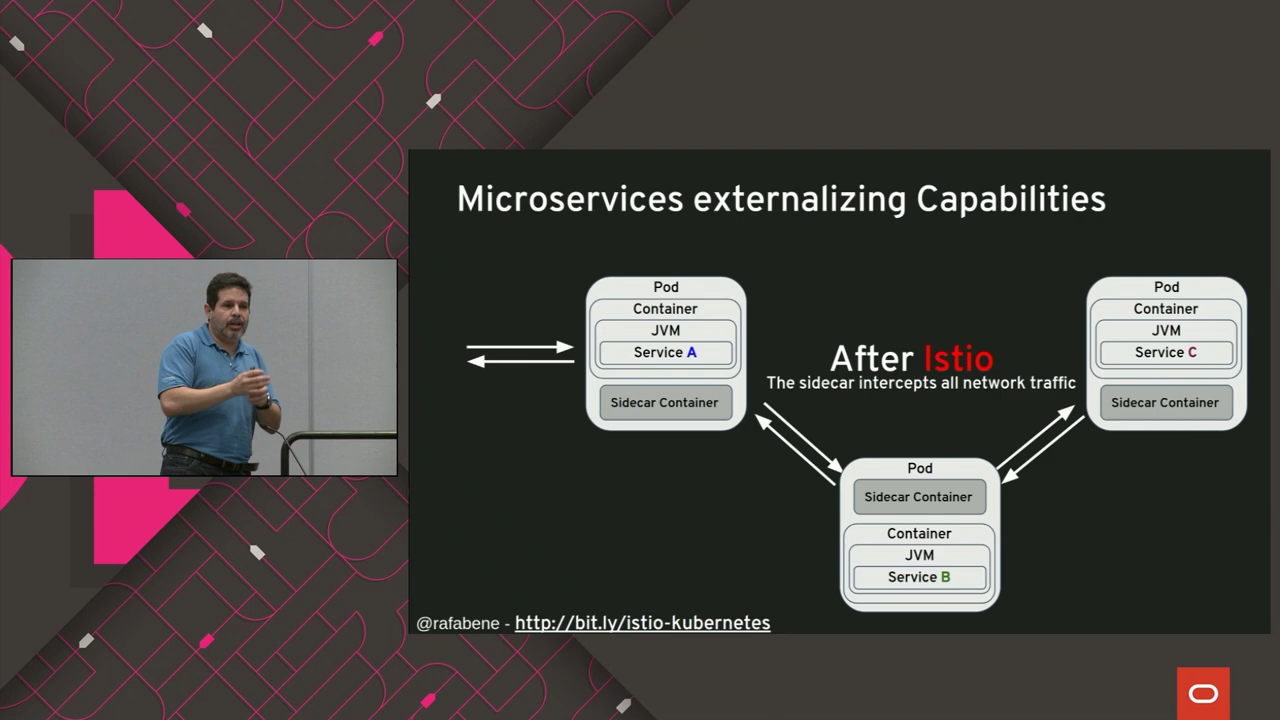 Microservices externalizing Capabilities
Pod
Container
JVM
Service A
Sidecar Container
After Istio
The sidecar intercepts all network traffic
Pod
Container
JVM
Service C
Sidecar Container
Pod
Sidecar Container
Container
JVM
Service B
@rafabene - http://bit.ly/istio-kubernetes